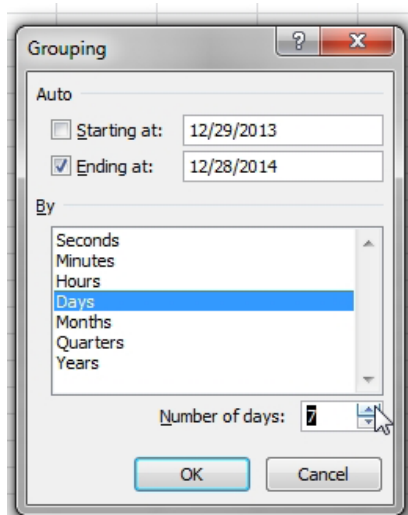 Grouping
Auto
Starting at: 12/29/2013
Ending at: 12/28/2014
By
Seconds
Minutes
Hours
Days
Months
Quarters
Years
Number of days: 7
OK Cancel